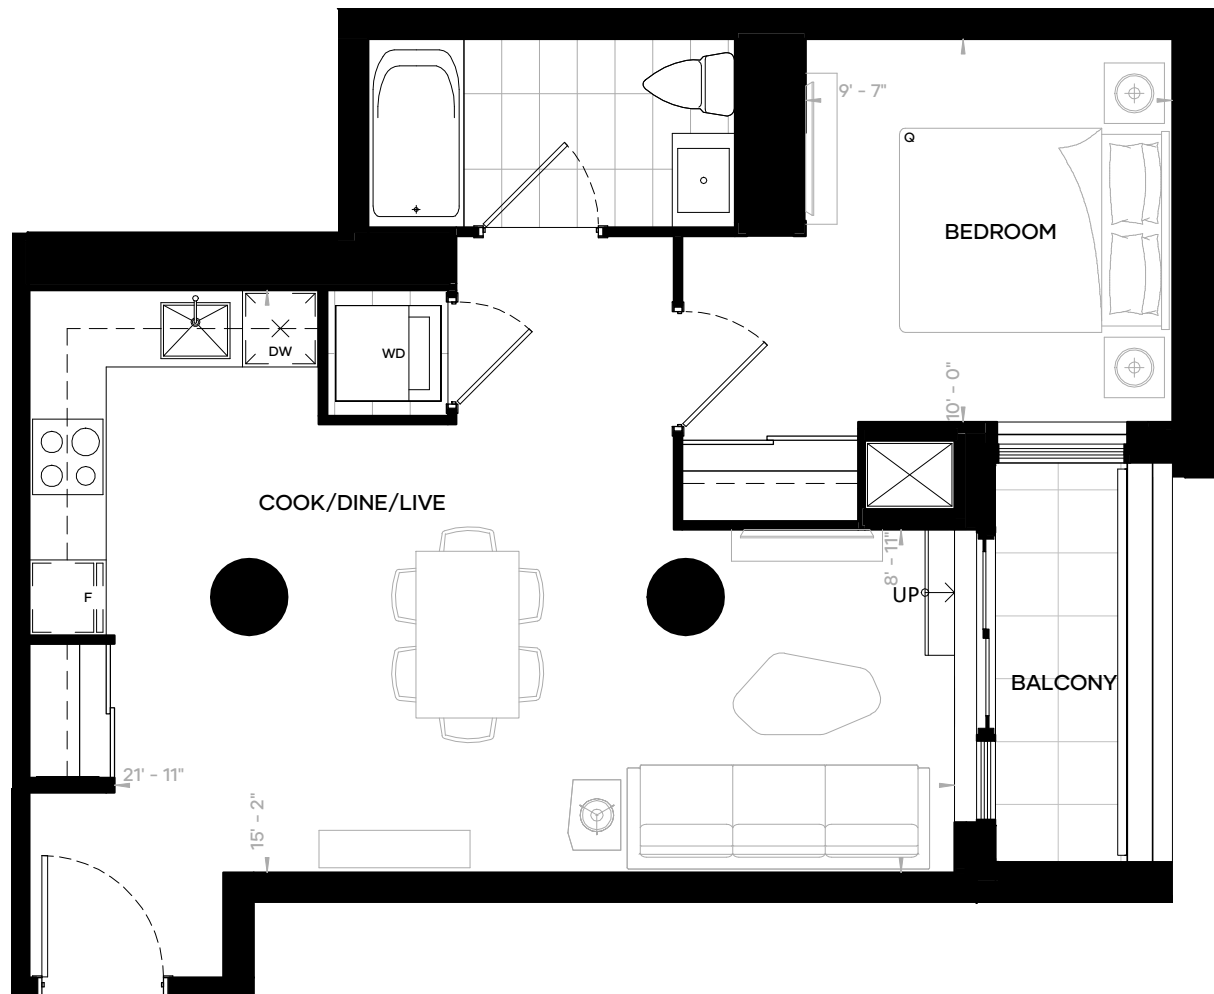 9' - 7"
Q
BEDROOM
DW
WD
10' - 0"
COOK/DINE/LIVE
8' - 11"
F
UP
BALCONY
21' - 11"
15' - 2"